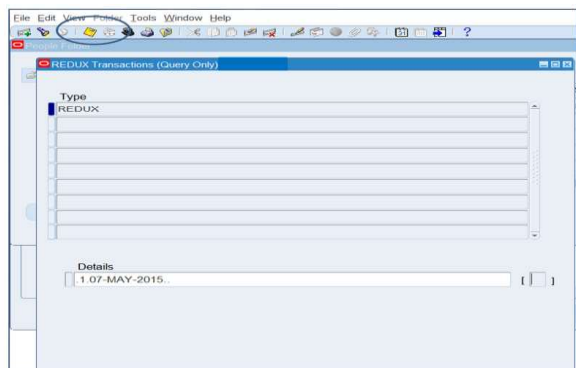 File Edit View Folder Tools Window Help
People Folder
REDUX Transactions (Query Only)
Type
REDUX
Details
.1.07-MAY-2015..
[ ]